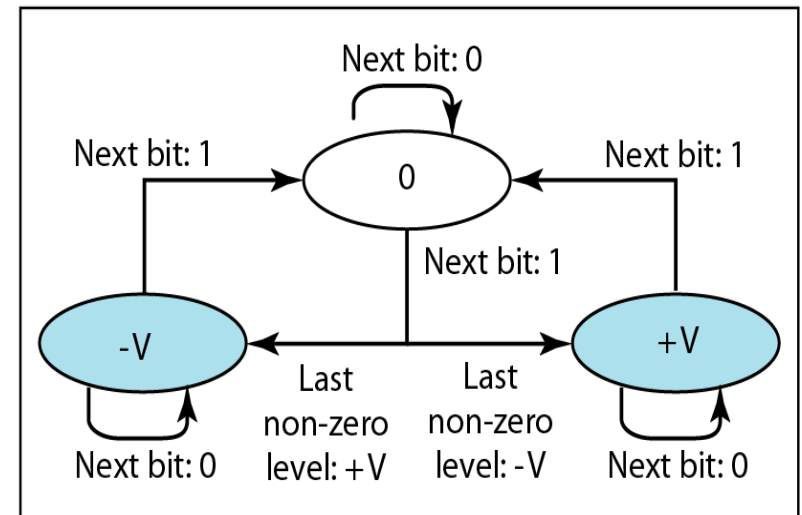 Next bit: 0
Next bit: 1
Next bit: 1
0
Next bit: 1
-V
+V
Last
non-zero
level: +V
Last
non-zero
level: -V
Next bit: 0
Next bit: 0